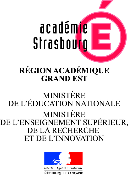 académie
Strasbourg É
RÉGION ACADÉMIQUE
GRAND EST
MINISTÈRE
DE L'ÉDUCATION NATIONALE
MINISTÈRE
DE L'ENSEIGNEMENT SUPÉRIEUR,
DE LA RECHERCHE
ET DE L'INNOVATION